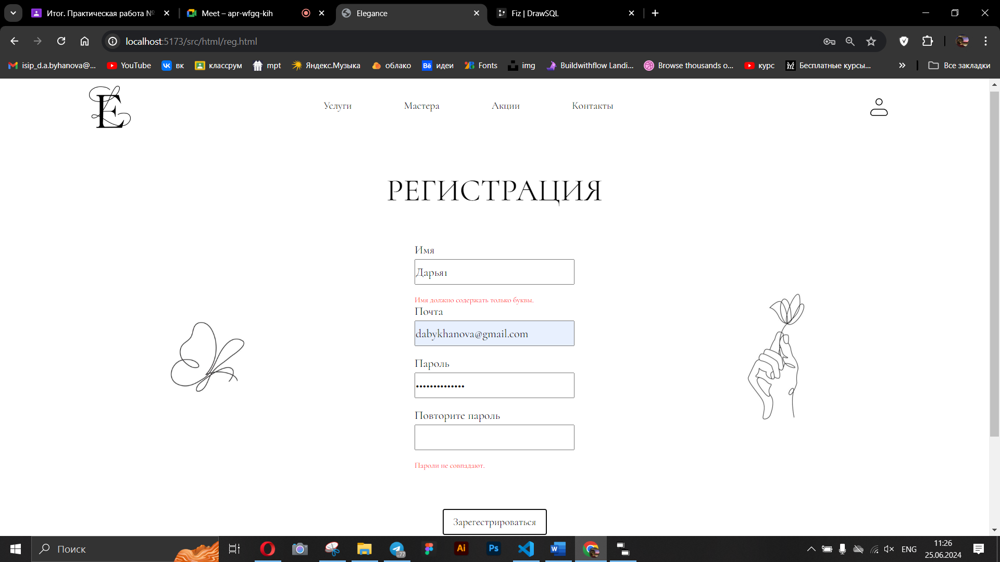 Итог. Практическая работа №
Meet – apr-wfgq-kih
Elegance
Fiz | DrawSQL
localhost:5173/src/html/reg.html
isip_d.a.byhanova@...
YouTube
вк
классрум
mpt
Яндекс.Музыка
облако
идеи
Fonts
img
Buildwithflow Landi...
Browse thousands o...
курс
Бесплатные курсы...
Все закладки
E
Услуги
Мастера
Акции
Контакты
РЕГИСТРАЦИЯ
Имя
Дарья1
Имя должно содержать только буквы.
Почта
dabykhanova@gmail.com
Пароль
Повторите пароль
Пароли не совпадают.
Зарегестрироваться
Поиск
..77
Ai
Ps
ENG
11:26
25.06.2024